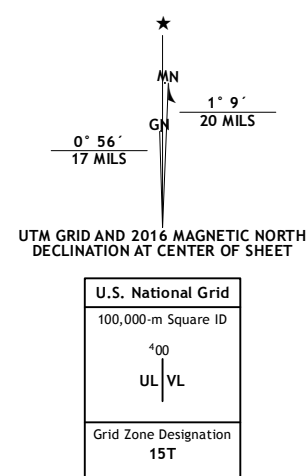 ★
MN
1° 9´
20 MILS
GN
0° 56´
17 MILS
UTM GRID AND 2016 MAGNETIC NORTH
DECLINATION AT CENTER OF SHEET
U.S. National Grid
100,000-m Square ID
⁴00
UL VL
Grid Zone Designation
15T